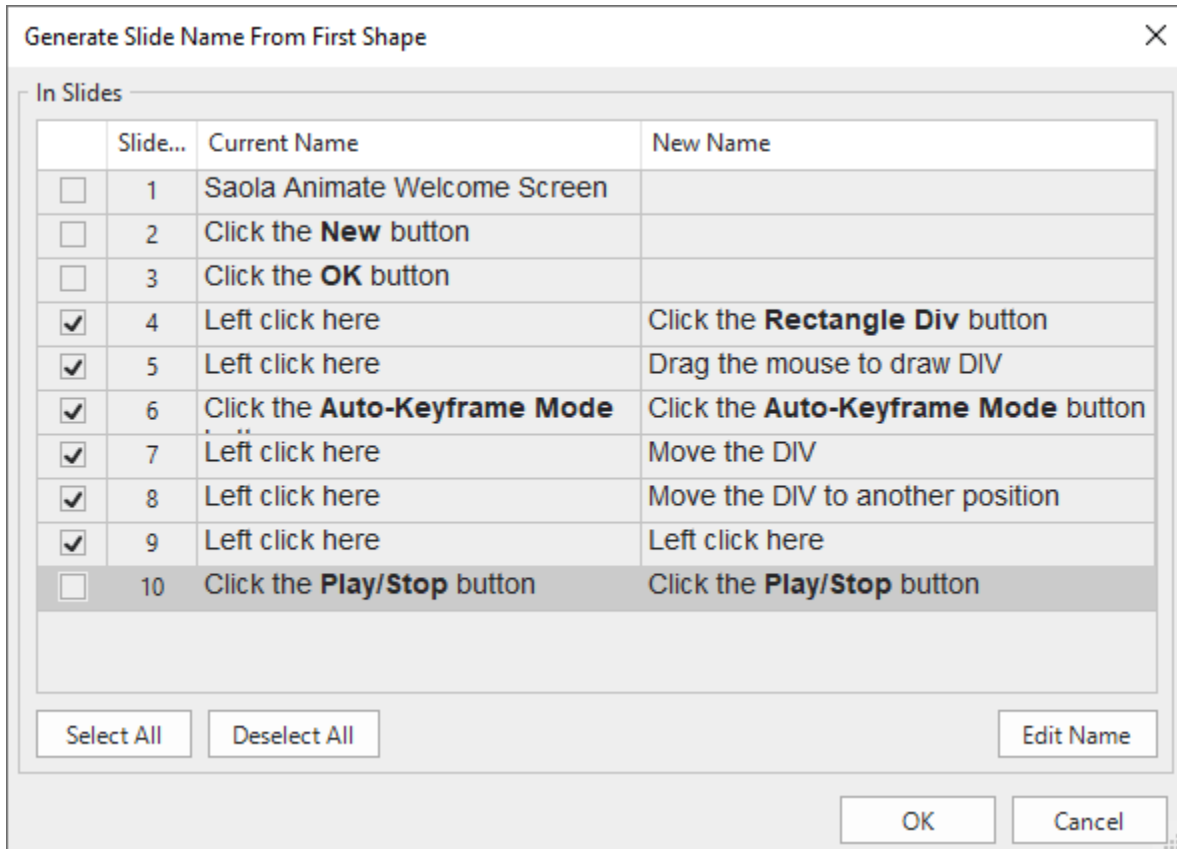 Generate Slide Name From First Shape
In Slides
Slide... Current Name New Name
1 Saola Animate Welcome Screen
2 Click the New button
3 Click the OK button
4 Left click here Click the Rectangle Div button
5 Left click here Drag the mouse to draw DIV
6 Click the Auto-Keyframe Mode Click the Auto-Keyframe Mode button
7 Left click here Move the DIV
8 Left click here Move the DIV to another position
9 Left click here Left click here
10 Click the Play/Stop button Click the Play/Stop button
Select All Deselect All Edit Name
OK Cancel